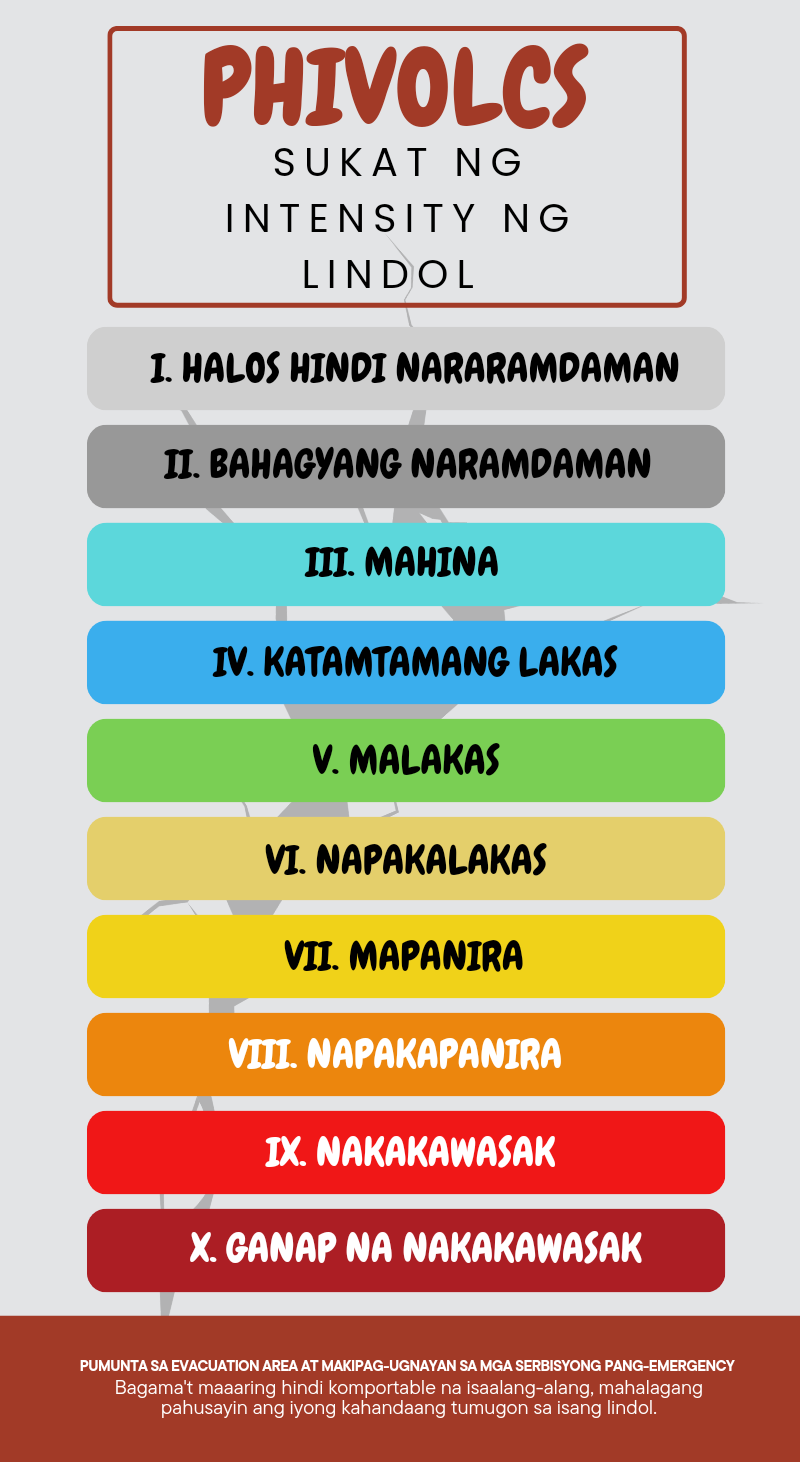 PHIVOLCS
SUKAT NG
INTENSITY NG
LINDOL
I. HALOS HINDI NARARAMDAMAN
II. BAHAGYANG NARAMDAMAN
III. MAHINA
IV. KATAMTAMANG LAKAS
V. MALAKAS
VI. NAPAKALAKAS
VII. MAPANIRA
VIII. NAPAKAPANIRA
IX. NAKAKAWASAK
X. GANAP NA NAKAKAWASAK
PUMUNTA SA EVACUATION AREA AT MAKIPAG-UGNAYAN SA MGA SERBISYONG PANG-EMERGENCY
Bagama't maaaring hindi komportable na isaalang-alang, mahalagang
pahusayin ang iyong kahandaang tumugon sa isang lindol.